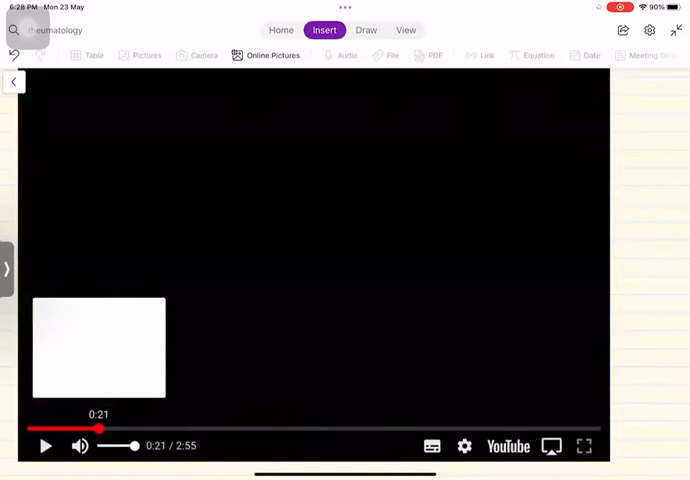 6:28 PM Mon 23 May
90%
rheumatology
Home Insert Draw View
Table Pictures Camera Online Pictures Audio File PDF Link Equation Date Meeting
0:21
0:21 / 2:55
YouTube